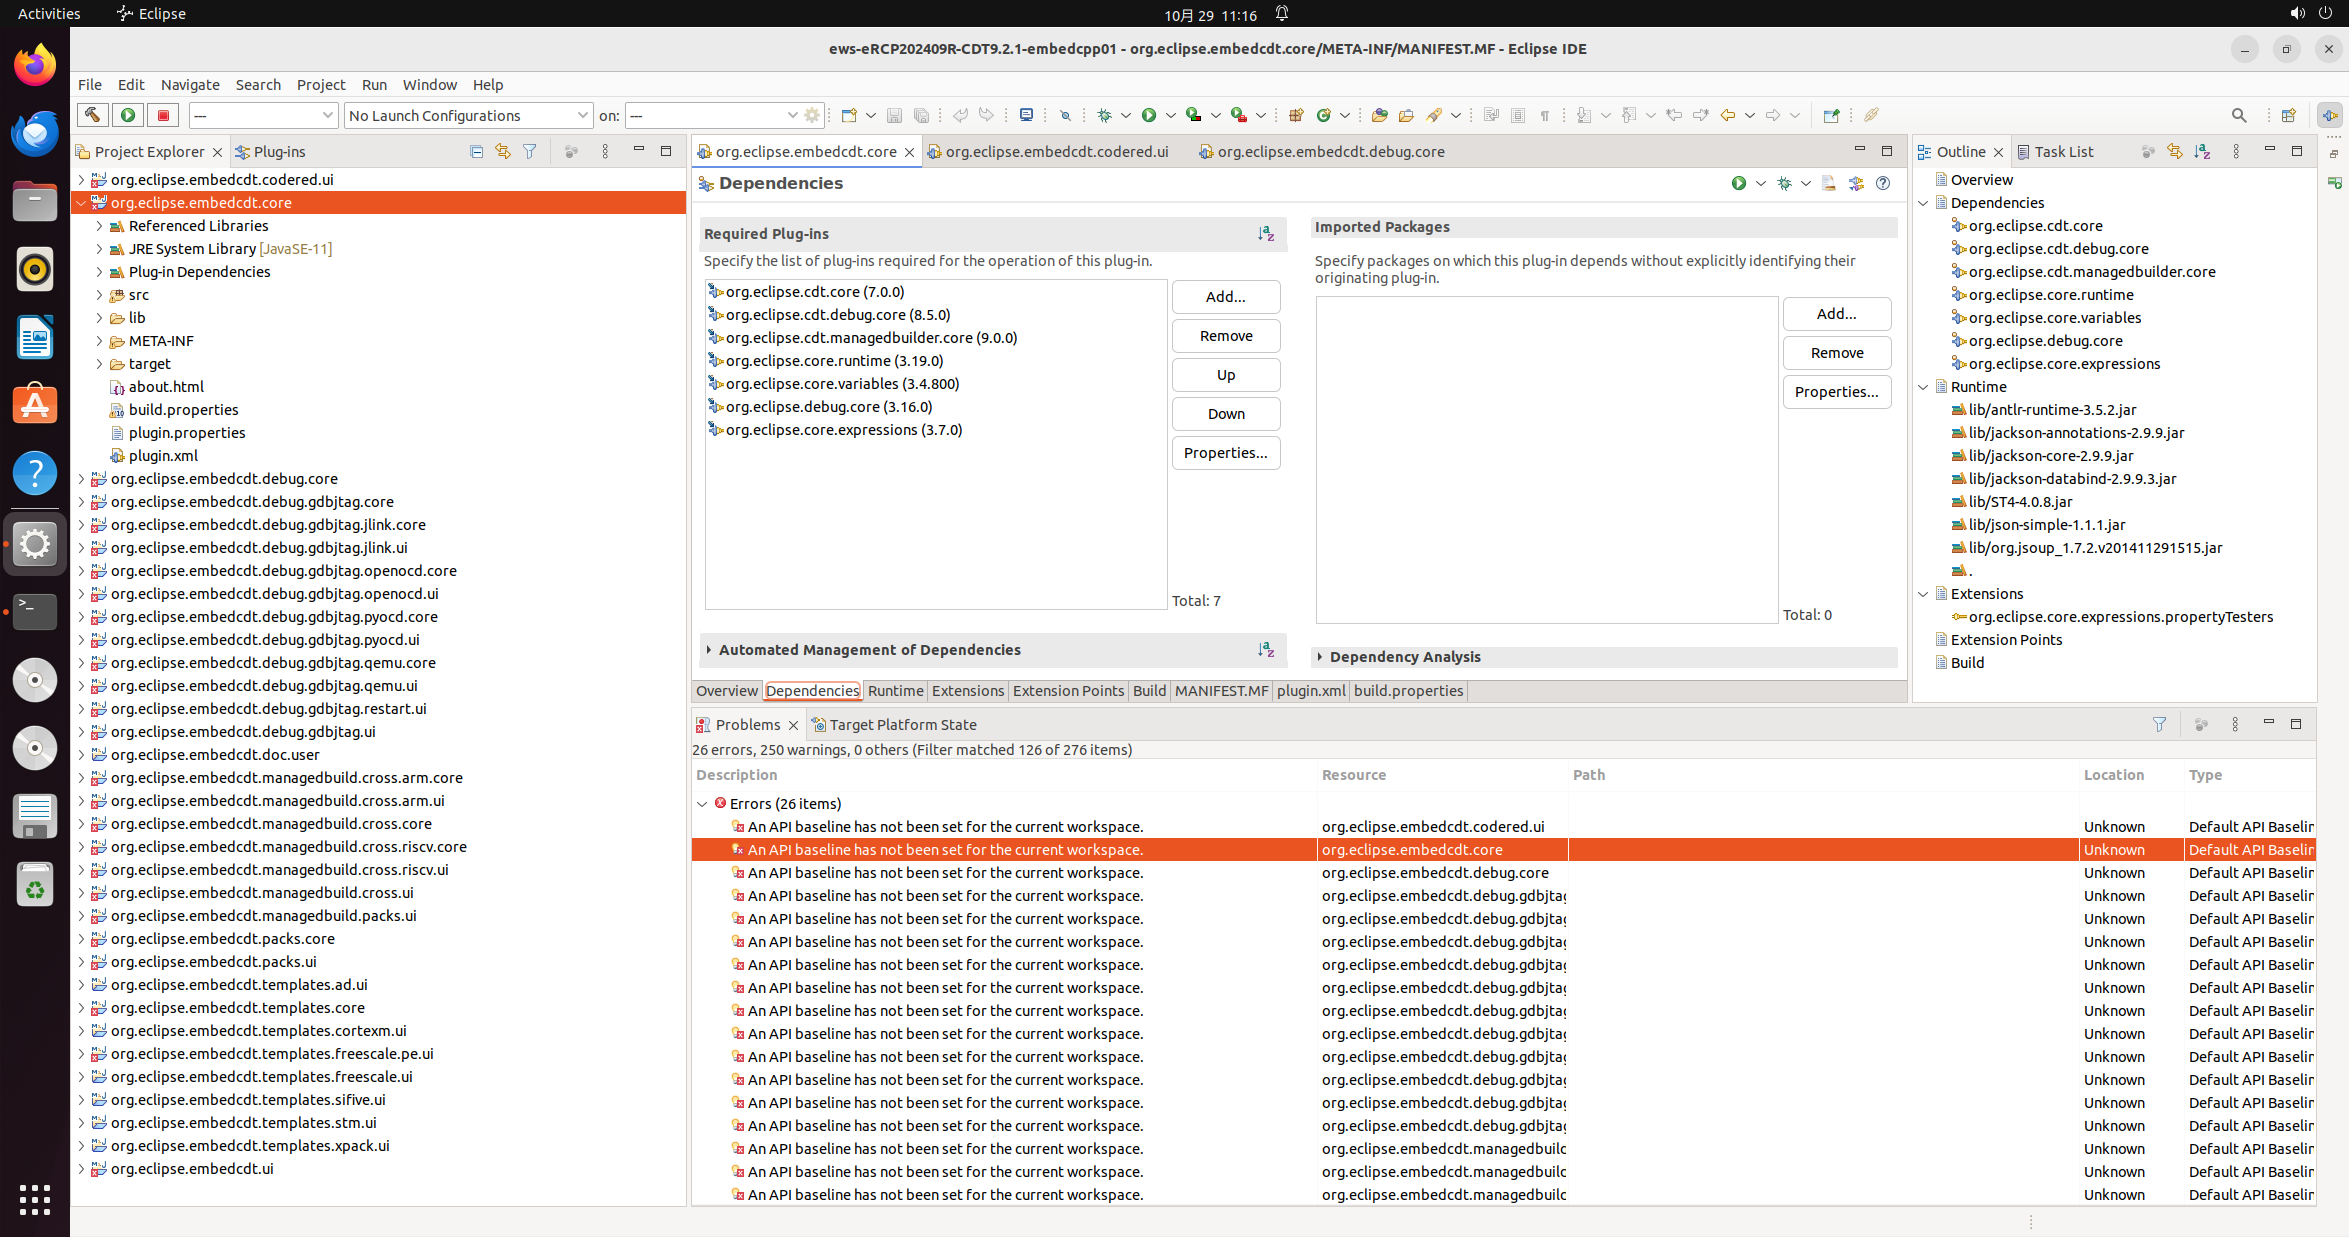 Activities
Eclipse
10月 29 11:16
ews-eRCP202409R-CDT9.2.1-embedcpp01 - org.eclipse.embedcdt.core/META-INF/MANIFEST.MF - Eclipse IDE
File Edit Navigate Search Project Run Window Help
---
No Launch Configurations
on:
---
Project Explorer
Plug-ins
org.eclipse.embedcdt.codered.ui
org.eclipse.embedcdt.core
Referenced Libraries
JRE System Library [JavaSE-11]
Plug-in Dependencies
src
lib
META-INF
target
about.html
build.properties
plugin.properties
plugin.xml
org.eclipse.embedcdt.debug.core
org.eclipse.embedcdt.debug.gdbjtag.core
org.eclipse.embedcdt.debug.gdbjtag.jlink.core
org.eclipse.embedcdt.debug.gdbjtag.jlink.ui
org.eclipse.embedcdt.debug.gdbjtag.openocd.core
org.eclipse.embedcdt.debug.gdbjtag.openocd.ui
org.eclipse.embedcdt.debug.gdbjtag.pyocd.core
org.eclipse.embedcdt.debug.gdbjtag.pyocd.ui
org.eclipse.embedcdt.debug.gdbjtag.qemu.core
org.eclipse.embedcdt.debug.gdbjtag.qemu.ui
org.eclipse.embedcdt.debug.gdbjtag.restart.ui
org.eclipse.embedcdt.debug.gdbjtag.ui
org.eclipse.embedcdt.doc.user
org.eclipse.embedcdt.managedbuild.cross.arm.core
org.eclipse.embedcdt.managedbuild.cross.arm.ui
org.eclipse.embedcdt.managedbuild.cross.core
org.eclipse.embedcdt.managedbuild.cross.riscv.core
org.eclipse.embedcdt.managedbuild.cross.riscv.ui
org.eclipse.embedcdt.managedbuild.cross.ui
org.eclipse.embedcdt.managedbuild.packs.ui
org.eclipse.embedcdt.packs.core
org.eclipse.embedcdt.packs.ui
org.eclipse.embedcdt.templates.ad.ui
org.eclipse.embedcdt.templates.core
org.eclipse.embedcdt.templates.cortexm.ui
org.eclipse.embedcdt.templates.freescale.pe.ui
org.eclipse.embedcdt.templates.freescale.ui
org.eclipse.embedcdt.templates.sifive.ui
org.eclipse.embedcdt.templates.stm.ui
org.eclipse.embedcdt.templates.xpack.ui
org.eclipse.embedcdt.ui
org.eclipse.embedcdt.core
org.eclipse.embedcdt.codered.ui
org.eclipse.embedcdt.debug.core
Dependencies
Required Plug-ins
Specify the list of plug-ins required for the operation of this plug-in.
org.eclipse.cdt.core (7.0.0)
org.eclipse.cdt.debug.core (8.5.0)
org.eclipse.cdt.managedbuilder.core (9.0.0)
org.eclipse.core.runtime (3.19.0)
org.eclipse.core.variables (3.4.800)
org.eclipse.debug.core (3.16.0)
org.eclipse.core.expressions (3.7.0)
Add...
Remove
Up
Down
Properties...
Total: 7
Automated Management of Dependencies
Imported Packages
Specify packages on which this plug-in depends without explicitly identifying their
originating plug-in.
Add...
Remove
Properties...
Total: 0
Dependency Analysis
Overview Dependencies Runtime Extensions Extension Points Build MANIFEST.MF plugin.xml build.properties
Outline
Task List
Overview
Dependencies
org.eclipse.cdt.core
org.eclipse.cdt.debug.core
org.eclipse.cdt.managedbuilder.core
org.eclipse.core.runtime
org.eclipse.core.variables
org.eclipse.debug.core
org.eclipse.core.expressions
Runtime
lib/antlr-runtime-3.5.2.jar
lib/jackson-annotations-2.9.9.jar
lib/jackson-core-2.9.9.jar
lib/jackson-databind-2.9.9.3.jar
lib/ST4-4.0.8.jar
lib/json-simple-1.1.1.jar
lib/org.jsoup_1.7.2.v201411291515.jar
.
Extensions
org.eclipse.core.expressions.propertyTesters
Extension Points
Build
Problems
Target Platform State
26 errors, 250 warnings, 0 others (Filter matched 126 of 276 items)
Description Resource Path Location Type
Errors (26 items)
An API baseline has not been set for the current workspace. org.eclipse.embedcdt.codered.ui Unknown Default API Baselin
An API baseline has not been set for the current workspace. org.eclipse.embedcdt.core Unknown Default API Baselin
An API baseline has not been set for the current workspace. org.eclipse.embedcdt.debug.core Unknown Default API Baselin
An API baseline has not been set for the current workspace. org.eclipse.embedcdt.debug.gdbjtag Unknown Default API Baselin
An API baseline has not been set for the current workspace. org.eclipse.embedcdt.debug.gdbjtag Unknown Default API Baselin
An API baseline has not been set for the current workspace. org.eclipse.embedcdt.debug.gdbjtag Unknown Default API Baselin
An API baseline has not been set for the current workspace. org.eclipse.embedcdt.debug.gdbjtag Unknown Default API Baselin
An API baseline has not been set for the current workspace. org.eclipse.embedcdt.debug.gdbjtag Unknown Default API Baselin
An API baseline has not been set for the current workspace. org.eclipse.embedcdt.debug.gdbjtag Unknown Default API Baselin
An API baseline has not been set for the current workspace. org.eclipse.embedcdt.debug.gdbjtag Unknown Default API Baselin
An API baseline has not been set for the current workspace. org.eclipse.embedcdt.debug.gdbjtag Unknown Default API Baselin
An API baseline has not been set for the current workspace. org.eclipse.embedcdt.debug.gdbjtag Unknown Default API Baselin
An API baseline has not been set for the current workspace. org.eclipse.embedcdt.debug.gdbjtag Unknown Default API Baselin
An API baseline has not been set for the current workspace. org.eclipse.embedcdt.debug.gdbjtag Unknown Default API Baselin
An API baseline has not been set for the current workspace. org.eclipse.embedcdt.managedbuilc Unknown Default API Baselin
An API baseline has not been set for the current workspace. org.eclipse.embedcdt.managedbuilc Unknown Default API Baselin
An API baseline has not been set for the current workspace. org.eclipse.embedcdt.managedbuilc Unknown Default API Baselin